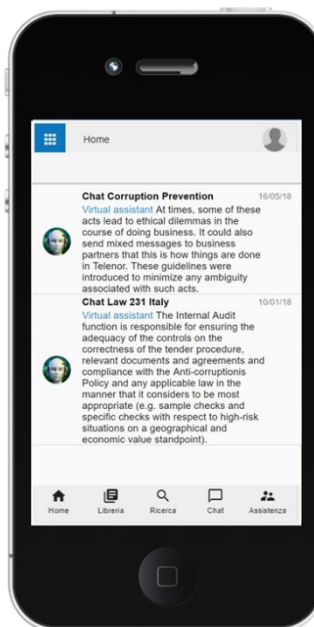 Home
Chat Corruption Prevention 16/05/18
Virtual assistant At times, some of these
acts lead to ethical dilemmas in the
course of doing business. It could also
send mixed messages to business
partners that this is how things are done
in Telenor. These guidelines were
introduced to minimize any ambiguity
associated with such acts.
Chat Law 231 Italy 10/01/18
Virtual assistant The Internal Audit
function is responsible for ensuring the
adequacy of the controls on the
correctness of the tender procedure,
relevant documents and agreements and
compliance with the Anti-corruptionis
Policy and any applicable law in the
manner that it considers to be most
appropriate (e.g. sample checks and
specific checks with respect to high-risk
situations on a geographical and
economic value standpoint).
Home Libreria Ricerca Chat Assistenza